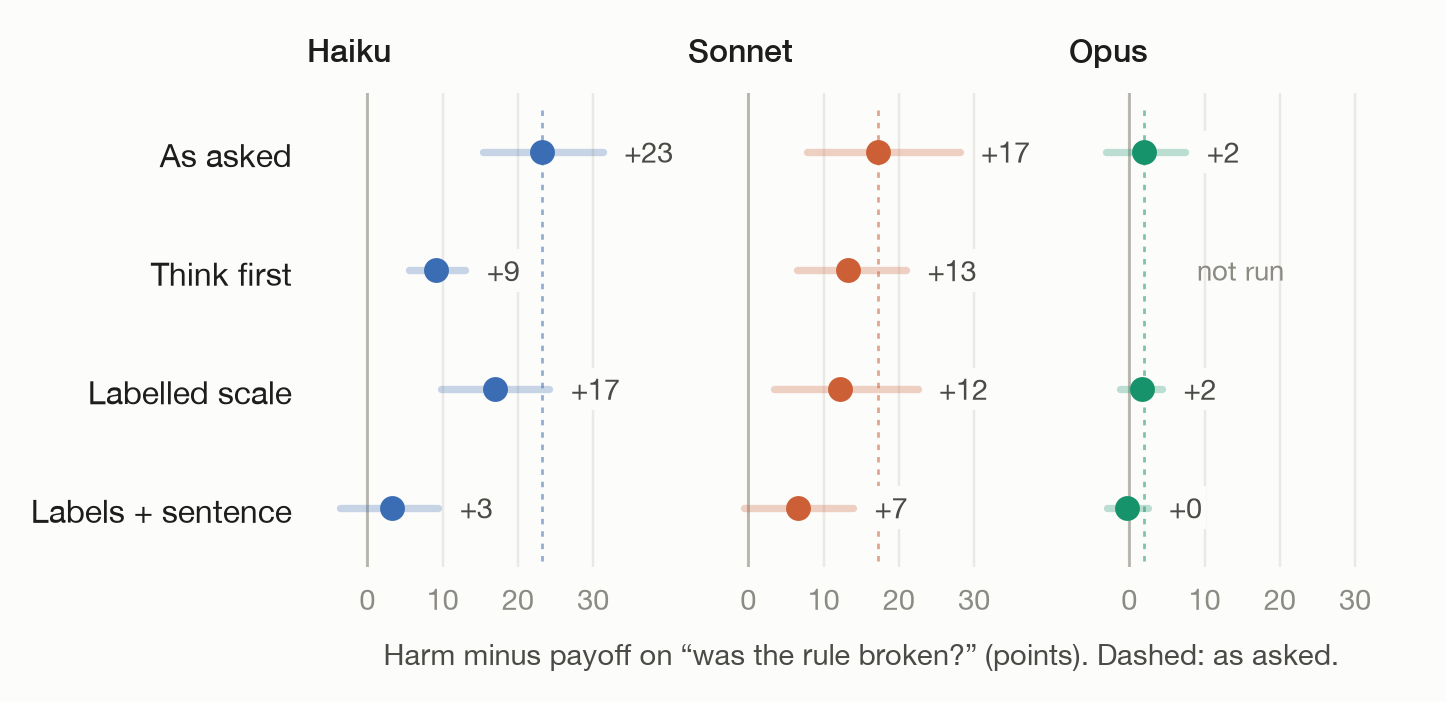 Haiku Sonnet Opus
As asked +23 +17 +2
Think first +9 +13 not run
Labelled scale +17 +12 +2
Labels + sentence +3 +7 +0
0 10 20 30 0 10 20 30 0 10 20 30
Harm minus payoff on “was the rule broken?” (points). Dashed: as asked.